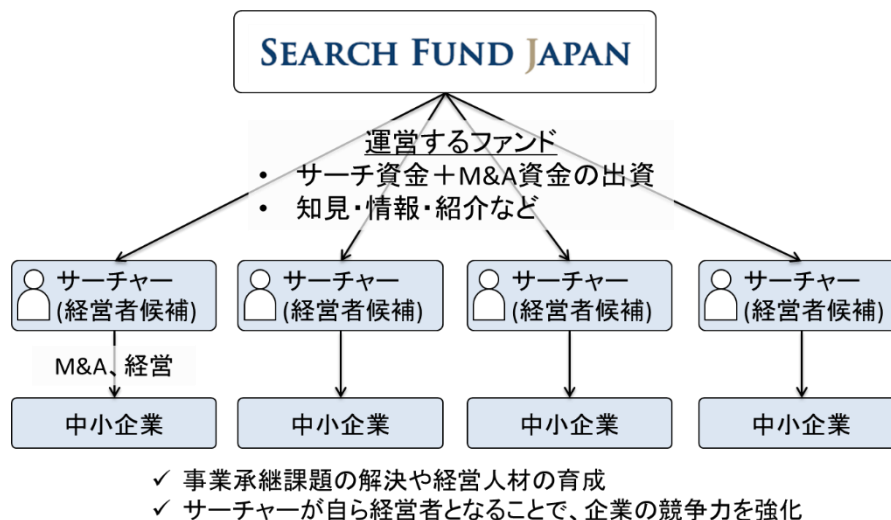 SEARCH FUND JAPAN
運営するファンド
• サーチ資金＋M&A資金の出資
• 知見・情報・紹介など
サーチャー
(経営者候補)
サーチャー
(経営者候補)
サーチャー
(経営者候補)
サーチャー
(経営者候補)
M&A、経営
中小企業
中小企業
中小企業
中小企業
✓ 事業承継課題の解決や経営人材の育成
✓ サーチャーが自ら経営者となることで、企業の競争力を強化